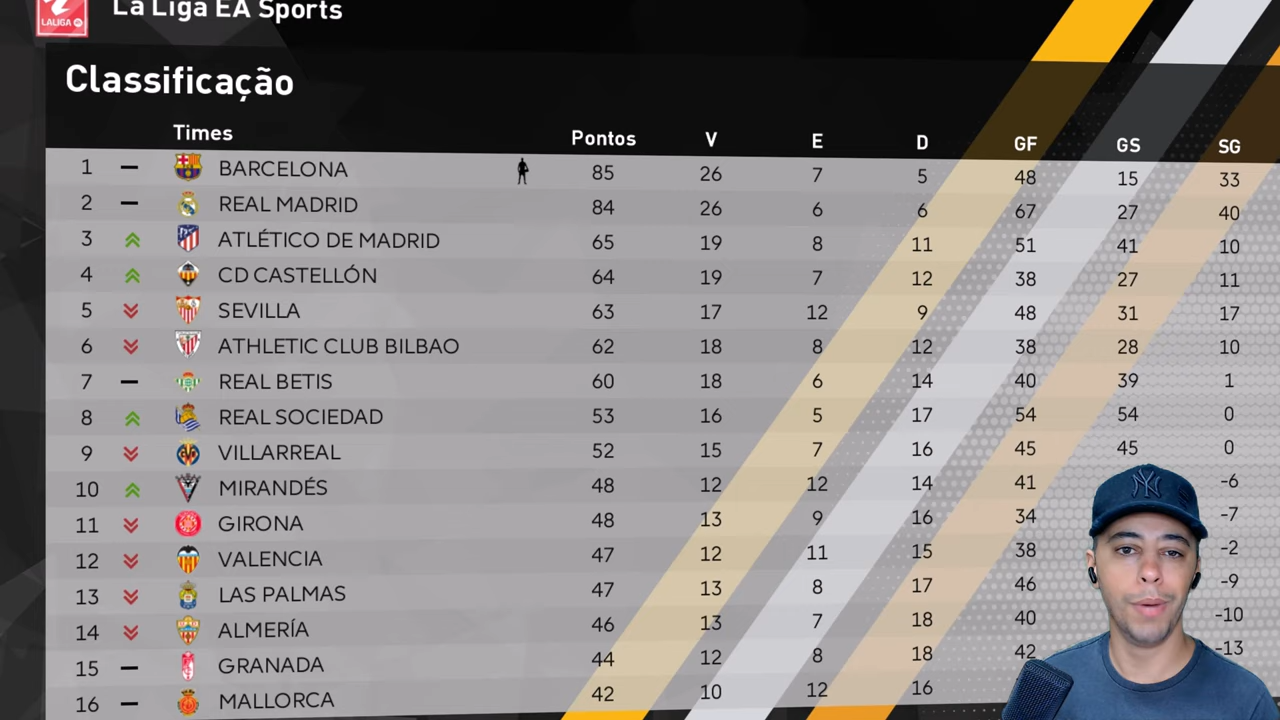 LALIGA
La Liga EA Sports
Classificação
Times Pontos V E D GF GS SG
1 BARCELONA 85 26 7 5 48 15 33
2 REAL MADRID 84 26 6 6 67 27 40
3 ATLÉTICO DE MADRID 65 19 8 11 51 41 10
4 CD CASTELLÓN 64 19 7 12 38 27 11
5 SEVILLA 63 17 12 9 48 31 17
6 ATHLETIC CLUB BILBAO 62 18 8 12 38 28 10
7 REAL BETIS 60 18 6 14 40 39 1
8 REAL SOCIEDAD 53 16 5 17 54 54 0
9 VILLARREAL 52 15 7 16 45 45 0
10 MIRANDÉS 48 12 12 14 41 -6
11 GIRONA 48 13 9 16 34 -7
12 VALENCIA 47 12 11 15 38 -2
13 LAS PALMAS 47 13 8 17 46 -9
14 ALMERÍA 46 13 7 18 40 -10
15 GRANADA 44 12 8 18 42 -13
16 MALLORCA 42 10 12 16